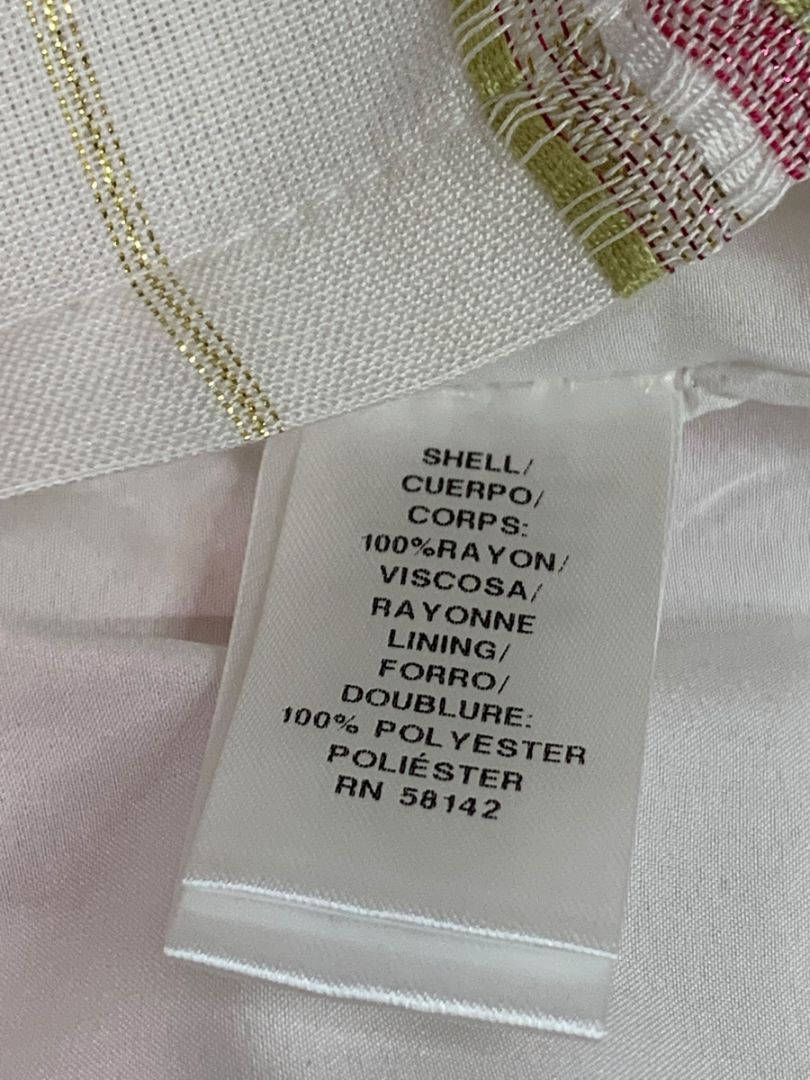 SHELL/
CUERPO/
CORPS:
100%RAYON/
VISCOSA/
RAYONNE
LINING/
FORRO/
DOUBLURE:
100% POLYESTER
POLIÉSTER
RN 58142